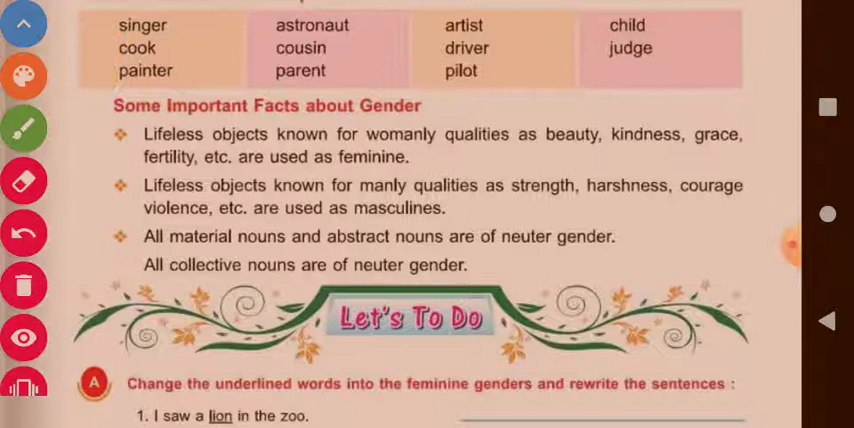 singer astronaut artist child
cook cousin driver judge
painter parent pilot
Some Important Facts about Gender
Lifeless objects known for womanly qualities as beauty, kindness, grace,
fertility, etc. are used as feminine.
Lifeless objects known for manly qualities as strength, harshness, courage
violence, etc. are used as masculines.
All material nouns and abstract nouns are of neuter gender.
All collective nouns are of neuter gender.
Let's To Do
A Change the underlined words into the feminine genders and rewrite the sentences :
1. I saw a lion in the zoo.